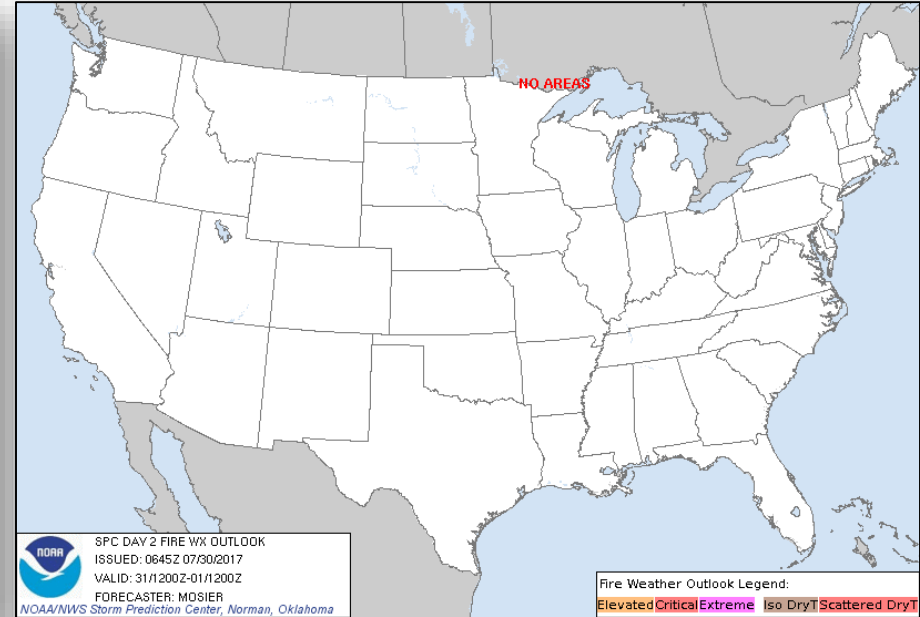 NO AREAS
NOAA
SPC DAY 2 FIRE WX OUTLOOK
ISSUED: 0645Z 07/30/2017
VALID: 31/1200Z-01/1200Z
FORECASTER: MOSIER
NOAA/NWS Storm Prediction Center, Norman, Oklahoma
Fire Weather Outlook Legend:
Elevated Critical Extreme Iso DryT Scattered DryT